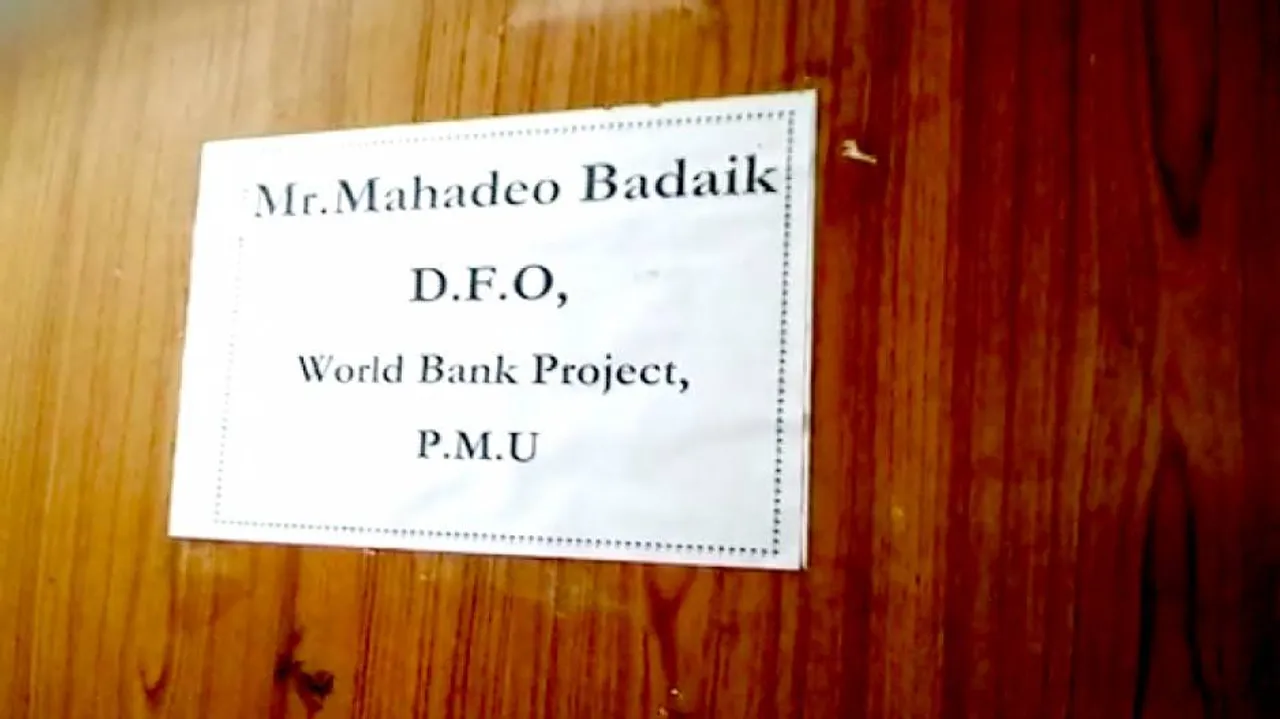 Mr.Mahadeo Badaik
D.F.O,
World Bank Project,
P.M.U